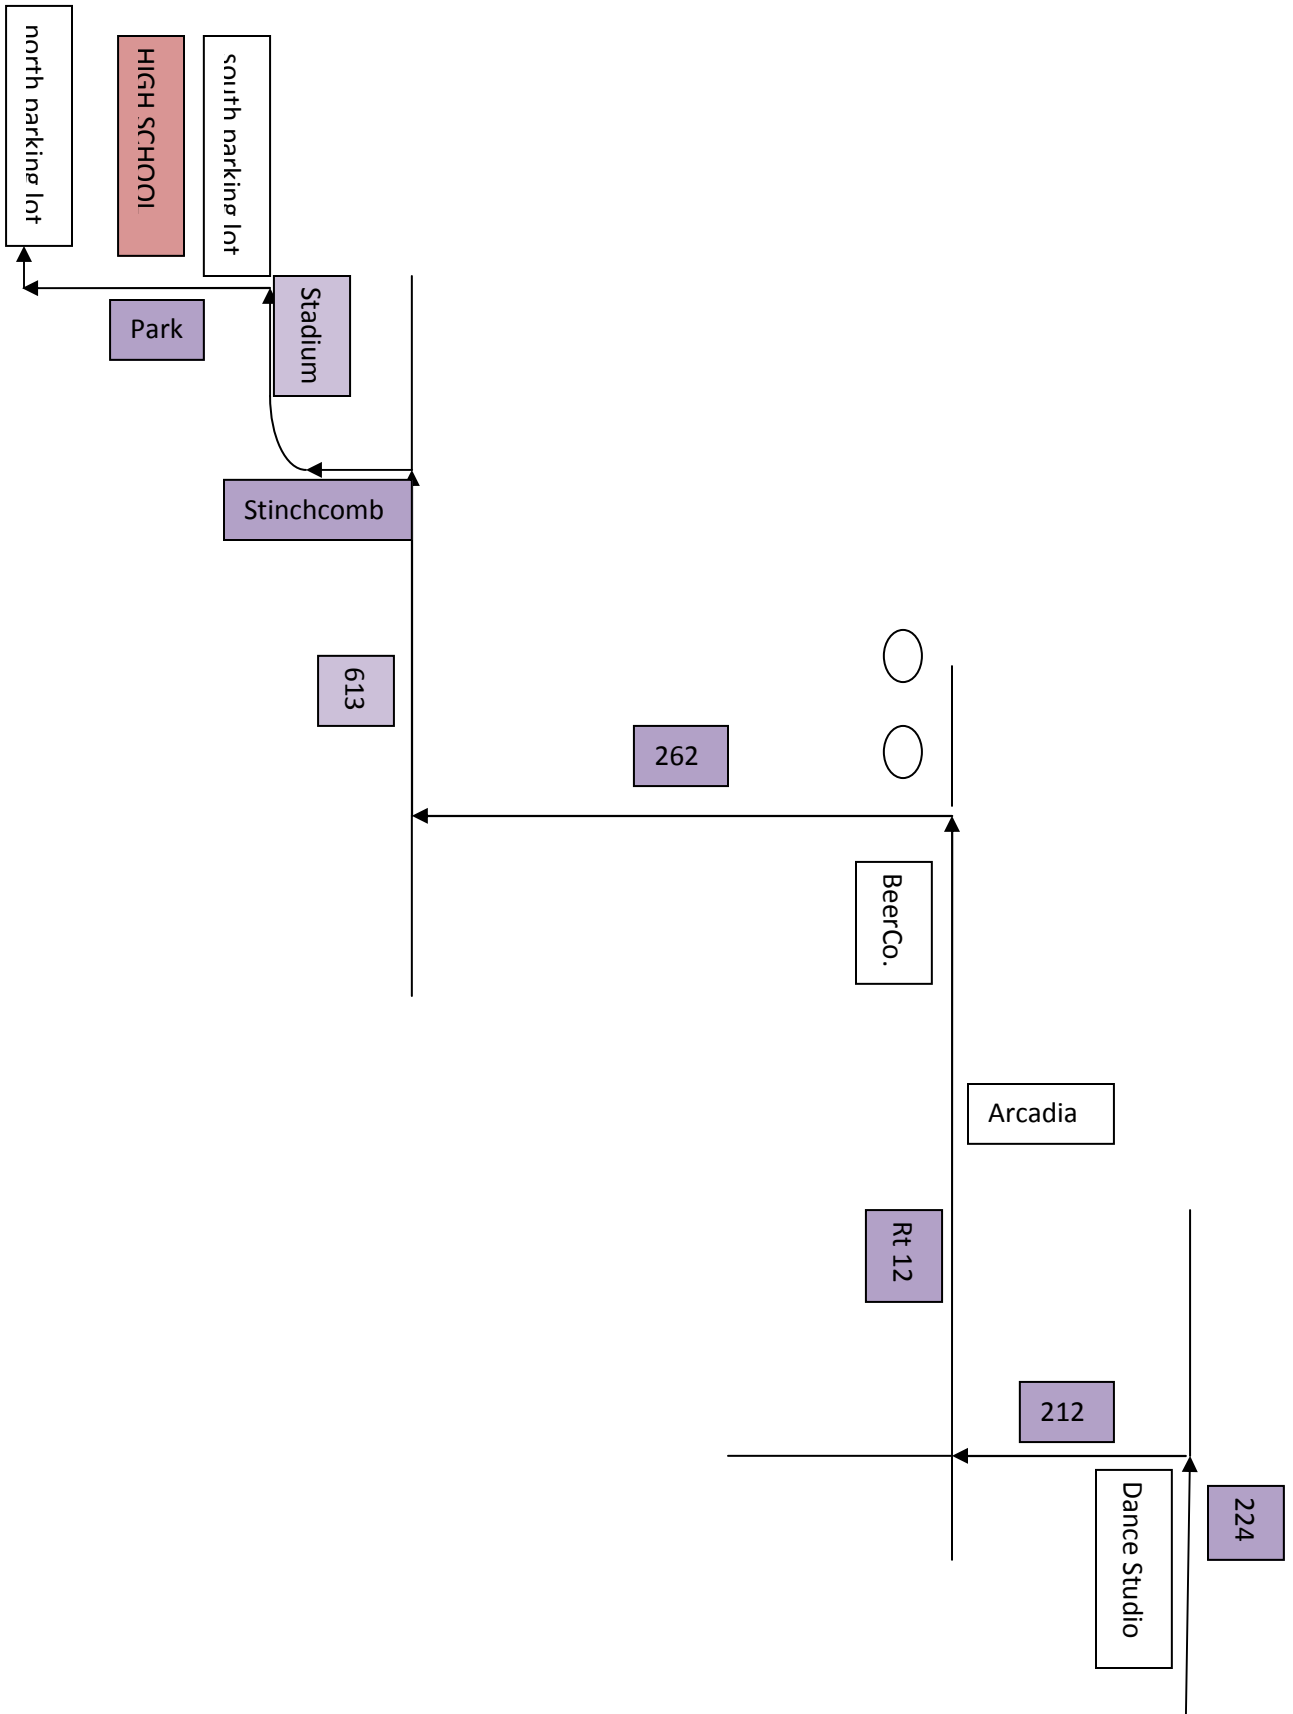 north parking lot
HIGH SCHOOL
south parking lot
Stadium
Park
Stinchcomb
613
262
BeerCo.
Arcadia
Rt 12
212
224
Dance Studio